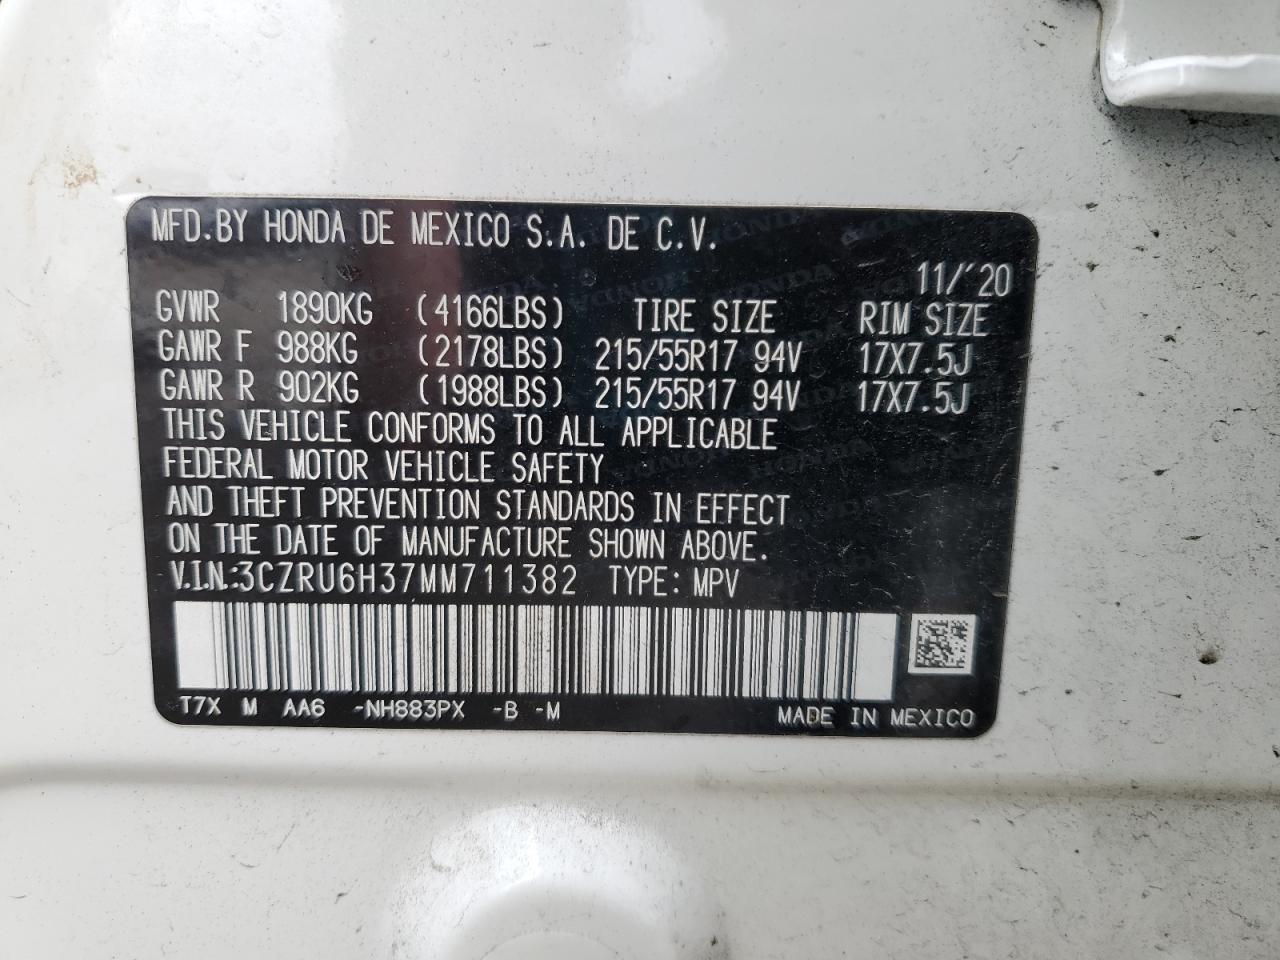 MFD.BY HONDA DE MEXICO S.A. DE C.V.
11/'20
GVWR 1890KG (4166LBS) TIRE SIZE RIM SIZE
GAWR F 988KG (2178LBS) 215/55R17 94V 17X7.5J
GAWR R 902KG (1988LBS) 215/55R17 94V 17X7.5J
THIS VEHICLE CONFORMS TO ALL APPLICABLE
FEDERAL MOTOR VEHICLE SAFETY
AND THEFT PREVENTION STANDARDS IN EFFECT
ON THE DATE OF MANUFACTURE SHOWN ABOVE.
V.I.N.:3CZRU6H37MM711382 TYPE: MPV
T7X M AA6 -NH883PX -B -M MADE IN MEXICO